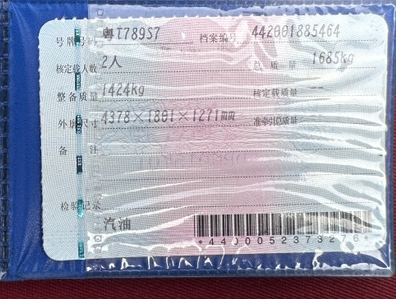 号牌号码 粤T789S7 档案编号 442001885464
核定载人数 2人 总质量 1685kg
整备质量 1424kg 核定载质量 --
外廓尺寸 4378×1801×1271mm 准牵引总质量 --
备注
检验记录
汽油